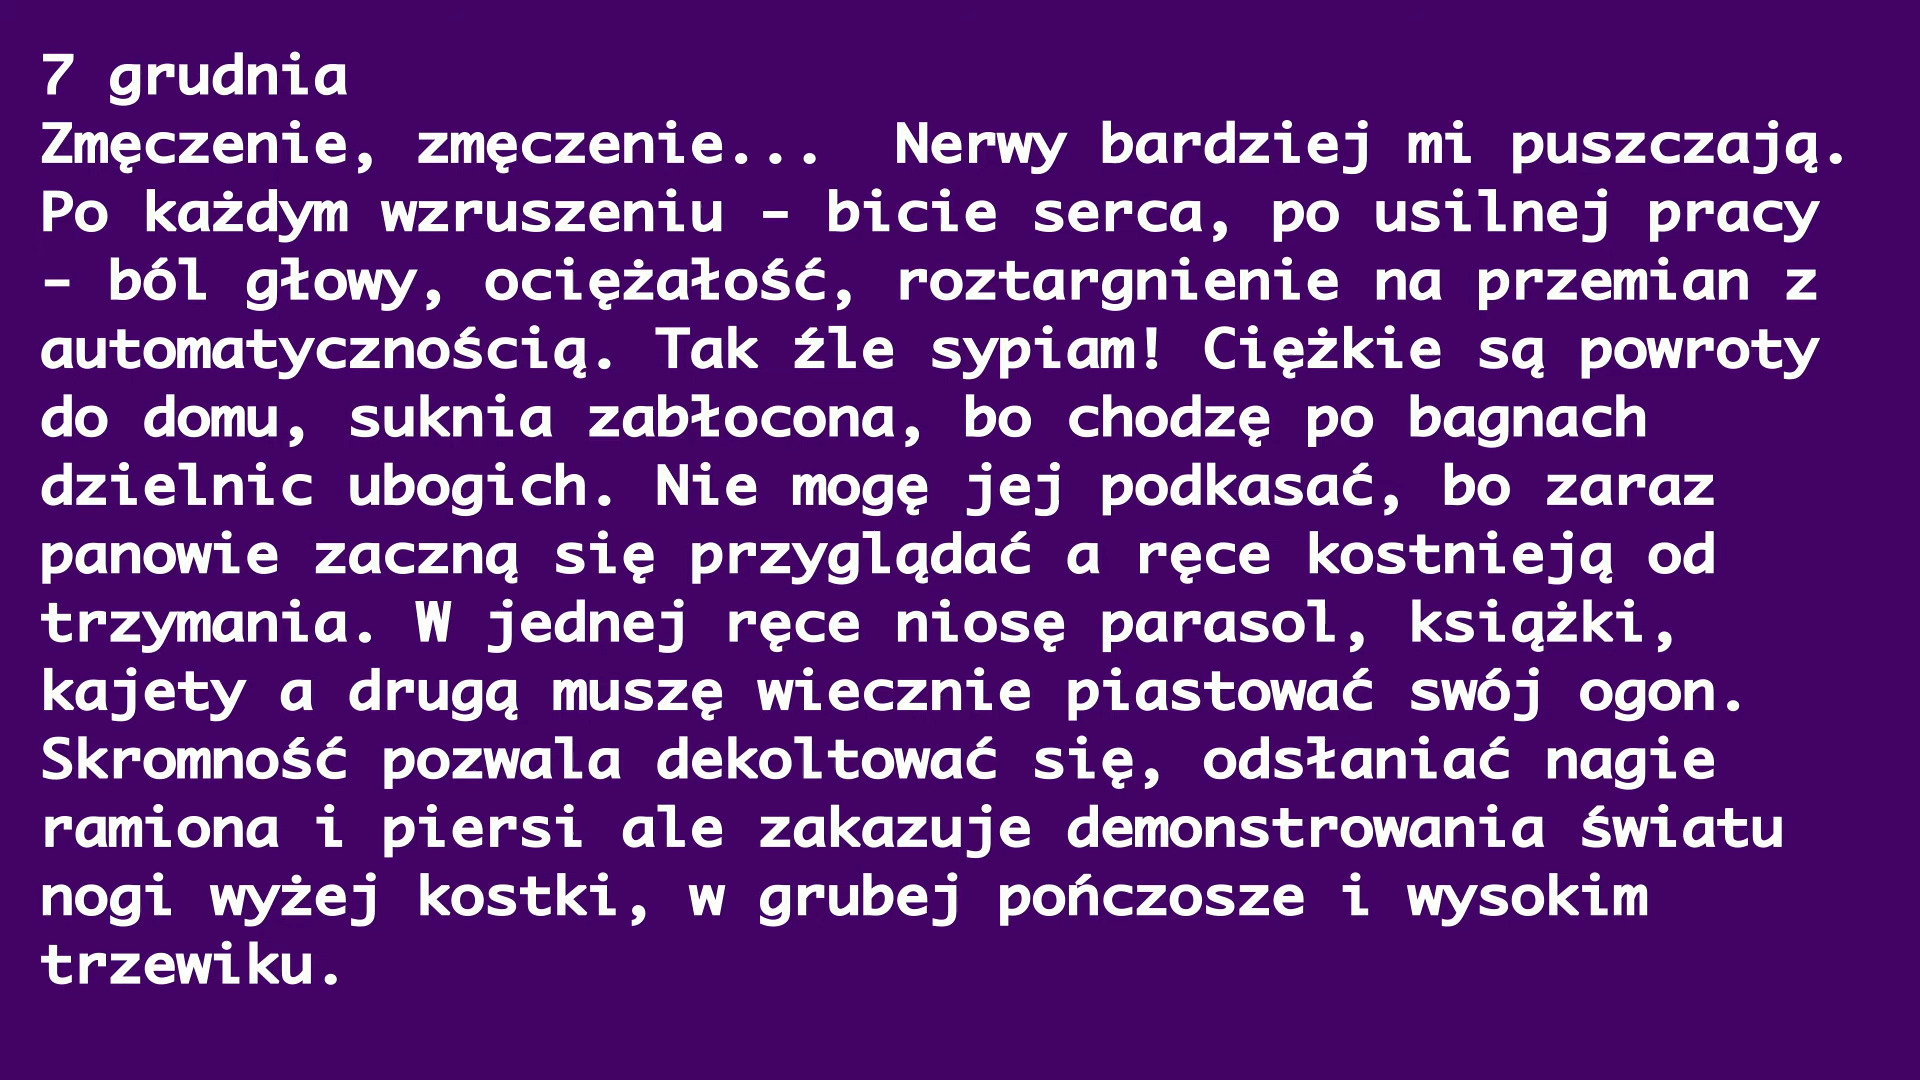 7 grudnia
Zmęczenie, zmęczenie...  Nerwy bardziej mi puszczają.
Po każdym wzruszeniu – bicie serca, po usilnej pracy
– ból głowy, ociężałość, roztargnienie na przemian z
automatycznością. Tak źle sypiam! Ciężkie są powroty
do domu, suknia zabłocona, bo chodzę po bagnach
dzielnic ubogich. Nie mogę jej podkasać, bo zaraz
panowie zaczną się przyglądać a ręce kostnieją od
trzymania. W jednej ręce niosę parasol, książki,
kajety a drugą muszę wiecznie piastować swój ogon.
Skromność pozwala dekoltować się, odsłaniać nagie
ramiona i piersi ale zakazuje demonstrowania światu
nogi wyżej kostki, w grubej pończosze i wysokim
trzewiku.